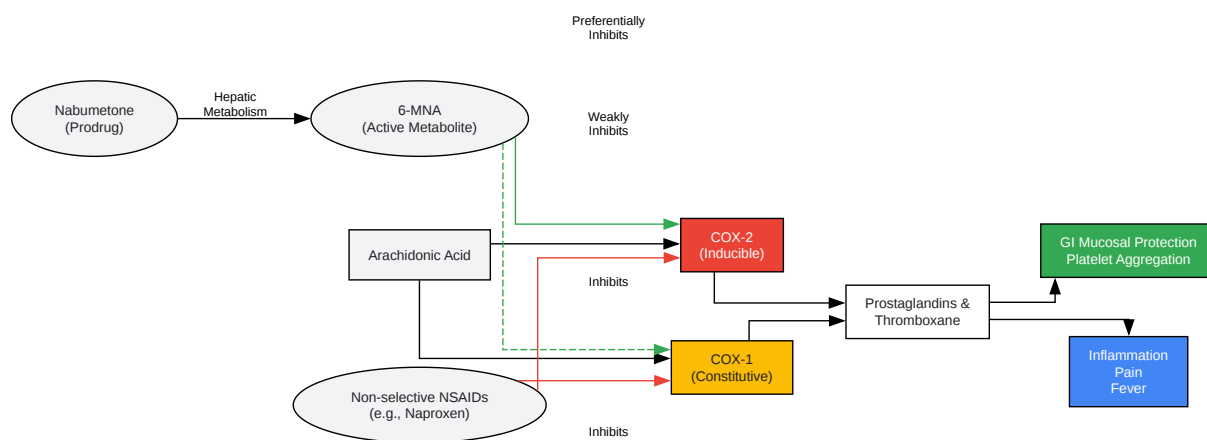 Preferentially
Inhibits
Nabumetone
(Prodrug)
Hepatic
Metabolism
6-MNA
(Active Metabolite)
Weakly
Inhibits
Arachidonic Acid
COX-2
(Inducible)
GI Mucosal Protection
Platelet Aggregation
Inhibits
Prostaglandins &
Thromboxane
COX-1
(Constitutive)
Inflammation
Pain
Fever
Non-selective NSAIDs
(e.g., Naproxen)
Inhibits